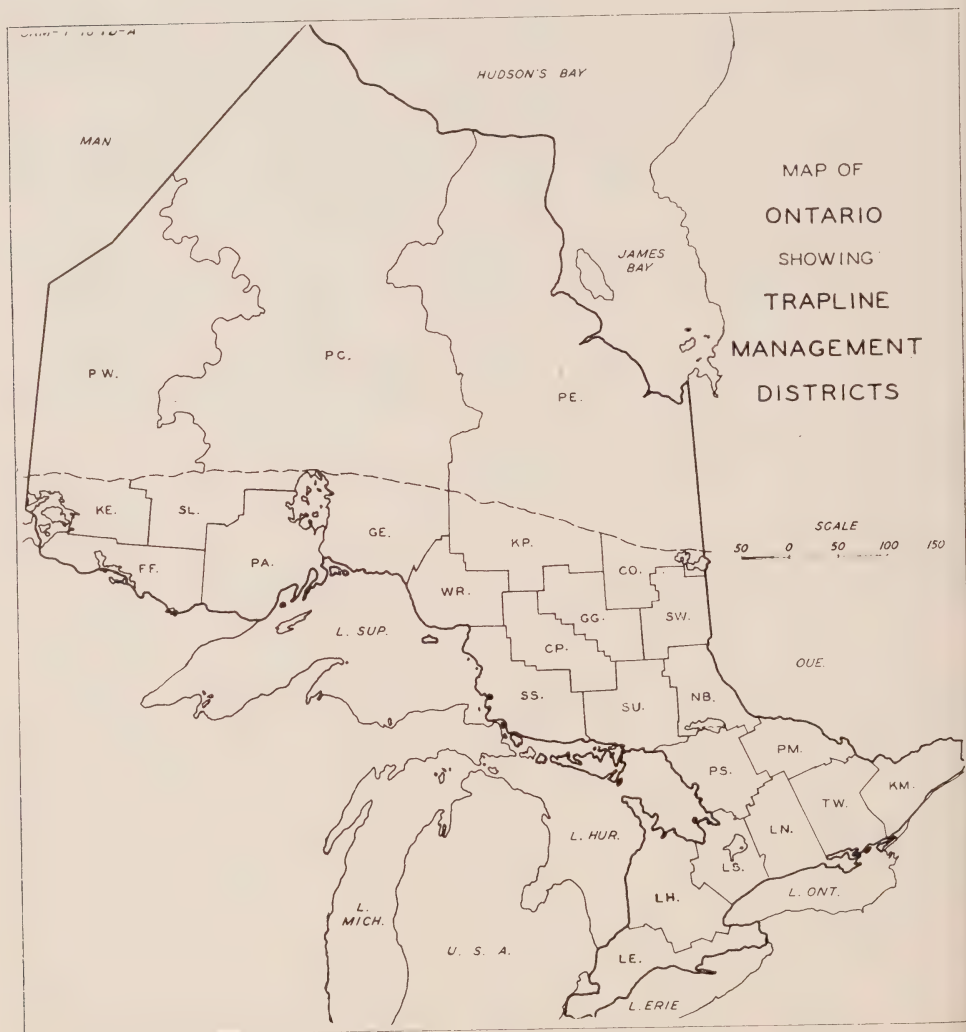 HUDSON'S BAY
MAN
MAP OF
ONTARIO
SHOWING
TRAPLINE
MANAGEMENT
DISTRICTS
JAMES
BAY
PW.
PC.
PE.
KE.
SL.
GE.
KP.
SCALE
50 0 50 100 150
FF.
PA.
WR.
CO.
GG.
SW.
CP.
L. SUP.
QUE.
SS.
SU.
NB.
PS.
PM.
KM.
TW.
LN.
L. HUR.
LS.
L. ONT.
LH.
L.
MICH.
U. S. A.
LE.
L. ERIE